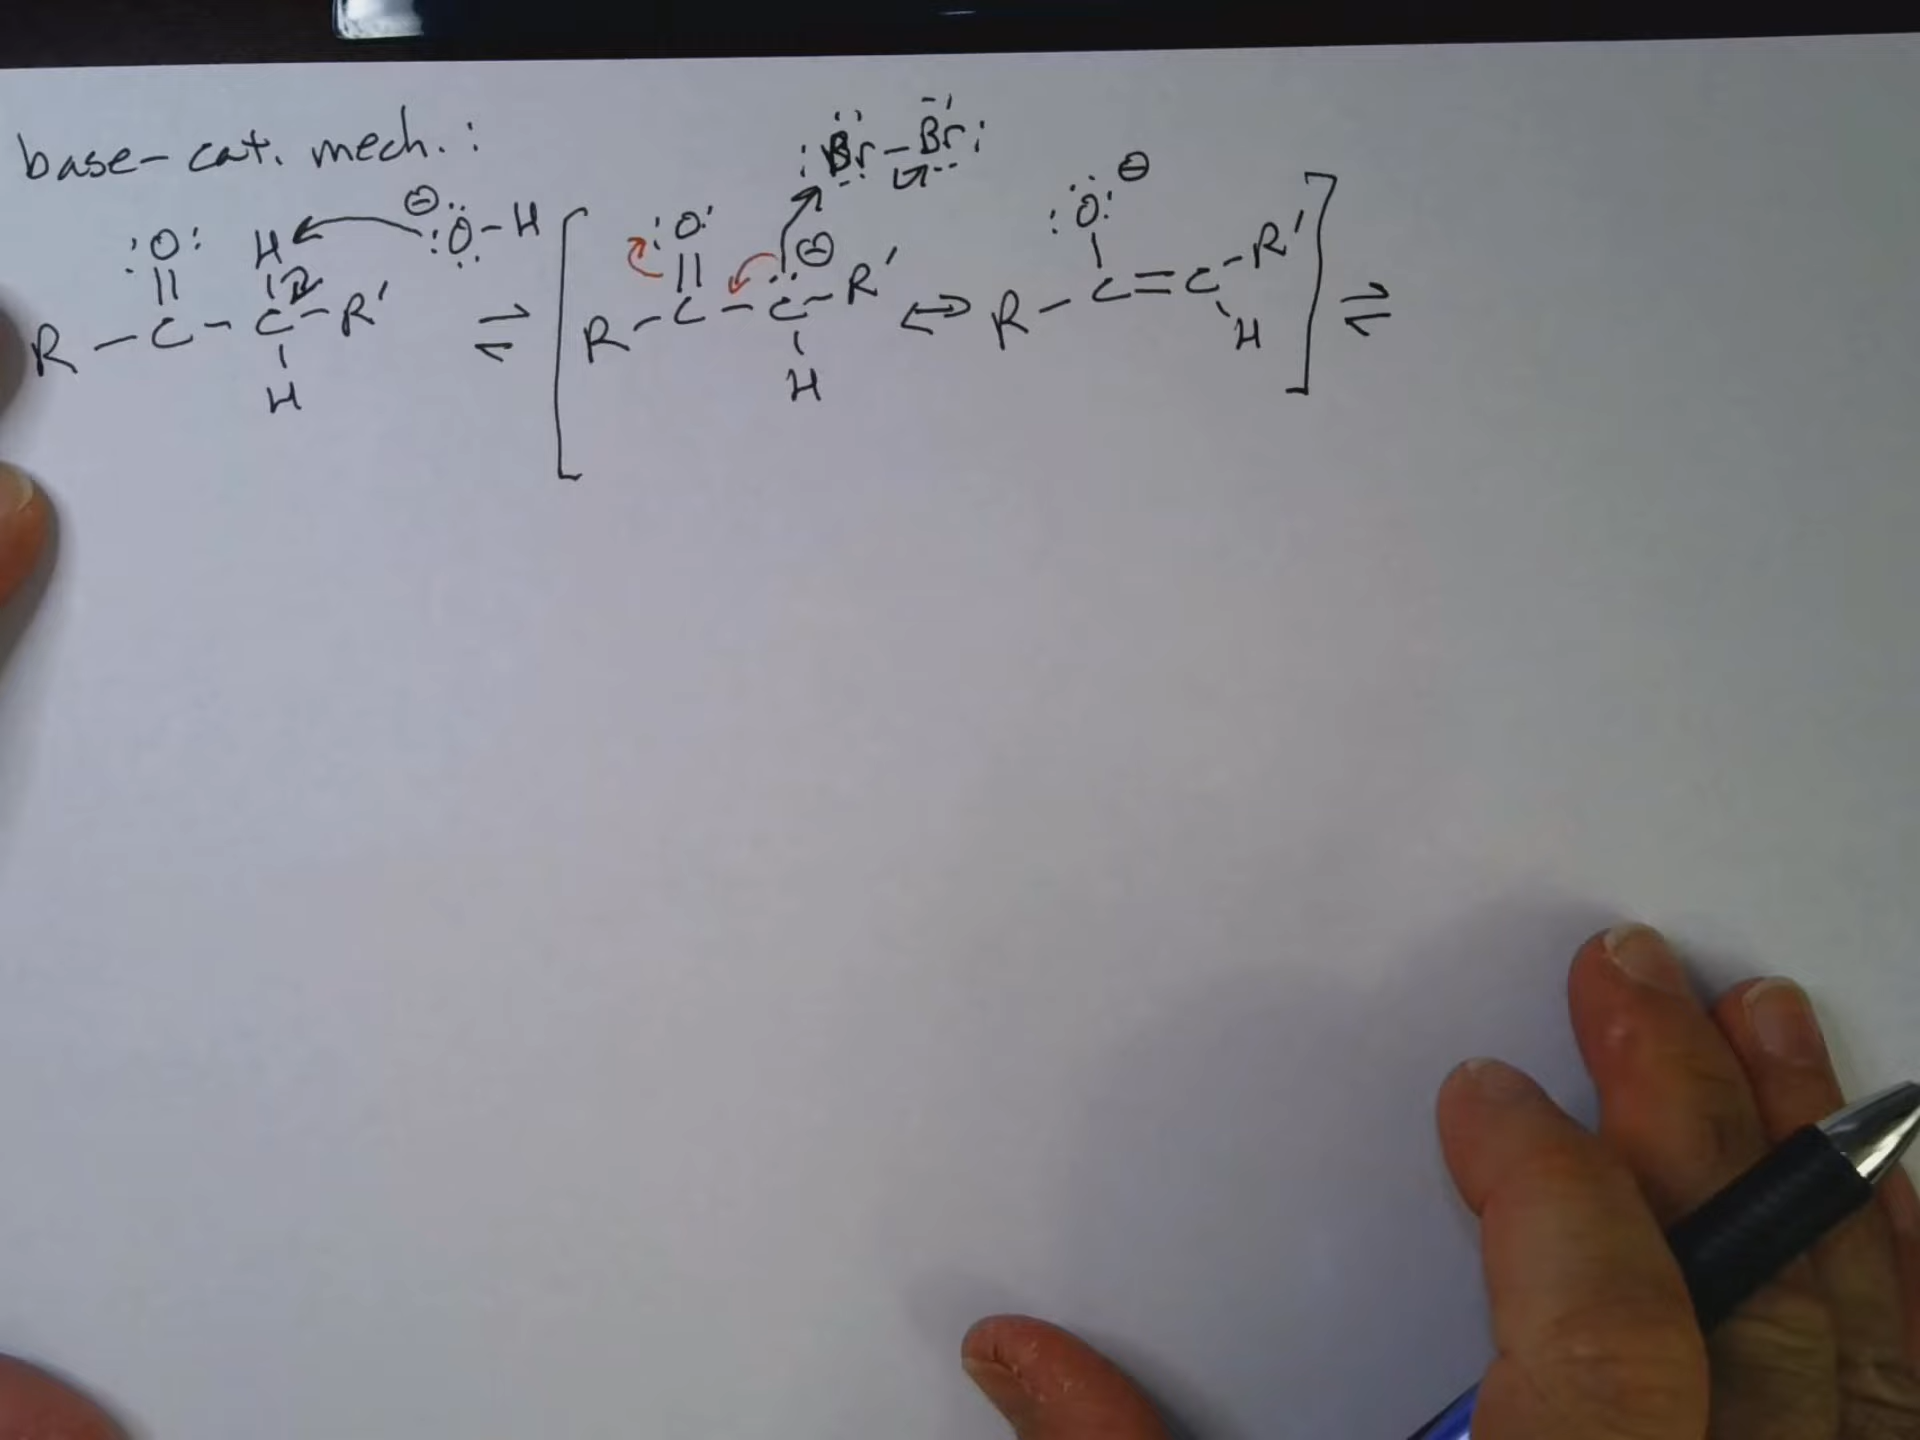 base-cat. mech.:
:Br-Br:
:O: H ⊖ :O-H [ :O: ⊖ :O: ⊖ ]
|| | || |
R-C-C-R' ⇌ R-C-C-R' ↔ R-C=C-R' ⇌
| | H
H H